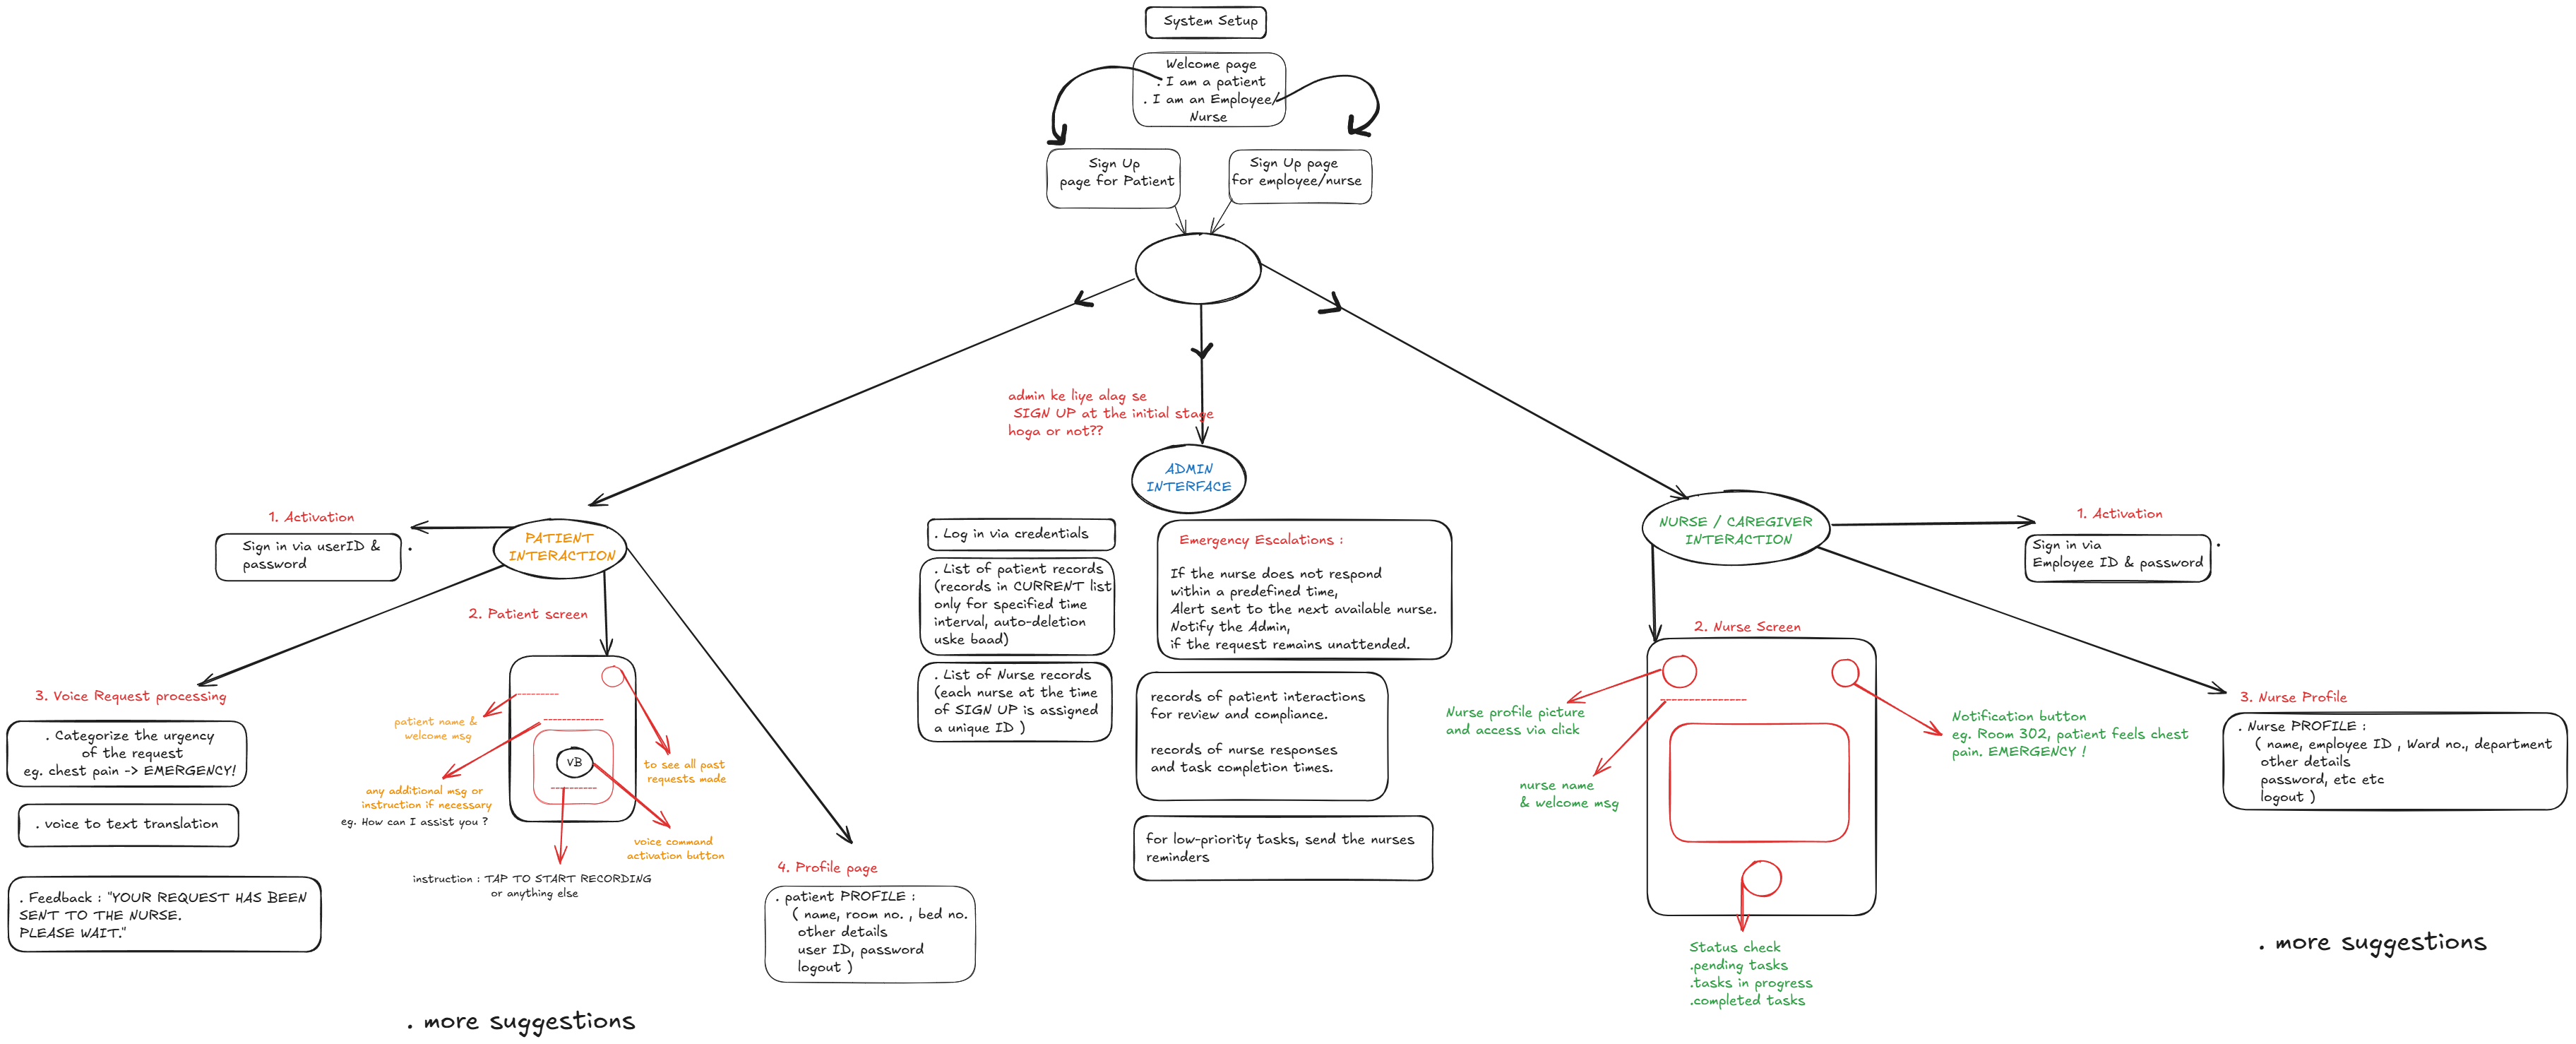 System Setup
Welcome page
. I am a patient
. I am an Employee/
Nurse
Sign Up
page for Patient
Sign Up page
for employee/nurse
admin ke liye alag se
SIGN UP at the initial stage
hoga or not??
ADMIN
INTERFACE
1. Activation
Sign in via userID &
password
.
PATIENT
INTERACTION
2. Patient screen
3. Voice Request processing
. Categorize the urgency
of the request
eg. chest pain -> EMERGENCY!
. voice to text translation
. Feedback : "YOUR REQUEST HAS BEEN
SENT TO THE NURSE.
PLEASE WAIT."
patient name &
welcome msg
any additional msg or
instruction if necessary
eg. How can I assist you ?
VB
to see all past
requests made
voice command
activation button
instruction : TAP TO START RECORDING
or anything else
4. Profile page
. patient PROFILE :
( name, room no. , bed no.
other details
user ID, password
logout )
. more suggestions
. Log in via credentials
. List of patient records
(records in CURRENT list
only for specified time
interval, auto-deletion
uske baad)
. List of Nurse records
(each nurse at the time
of SIGN UP is assigned
a unique ID )
Emergency Escalations :
If the nurse does not respond
within a predefined time,
Alert sent to the next available nurse.
Notify the Admin,
if the request remains unattended.
records of patient interactions
for review and compliance.
records of nurse responses
and task completion times.
for low-priority tasks, send the nurses
reminders
NURSE / CAREGIVER
INTERACTION
1. Activation
Sign in via
Employee ID & password
.
2. Nurse Screen
Nurse profile picture
and access via click
nurse name
& welcome msg
Notification button
eg. Room 302, patient feels chest
pain. EMERGENCY !
Status check
.pending tasks
.tasks in progress
.completed tasks
3. Nurse Profile
. Nurse PROFILE :
( name, employee ID , Ward no., department
other details
password, etc etc
logout )
. more suggestions